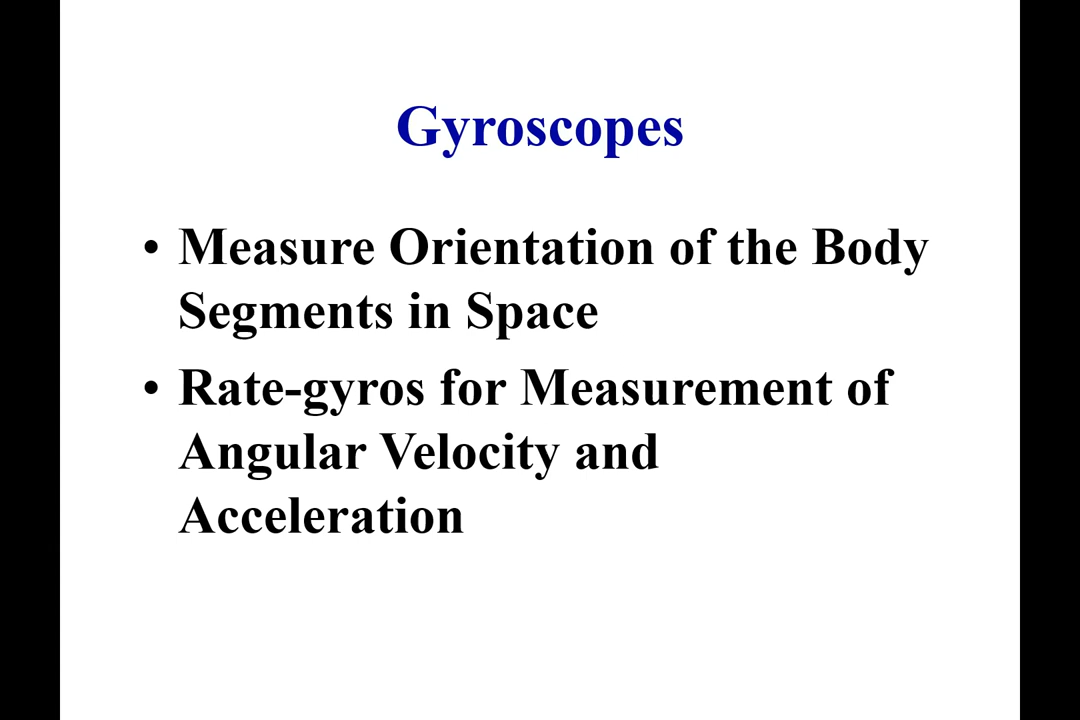 Gyroscopes
• Measure Orientation of the Body
Segments in Space
• Rate-gyros for Measurement of
Angular Velocity and
Acceleration